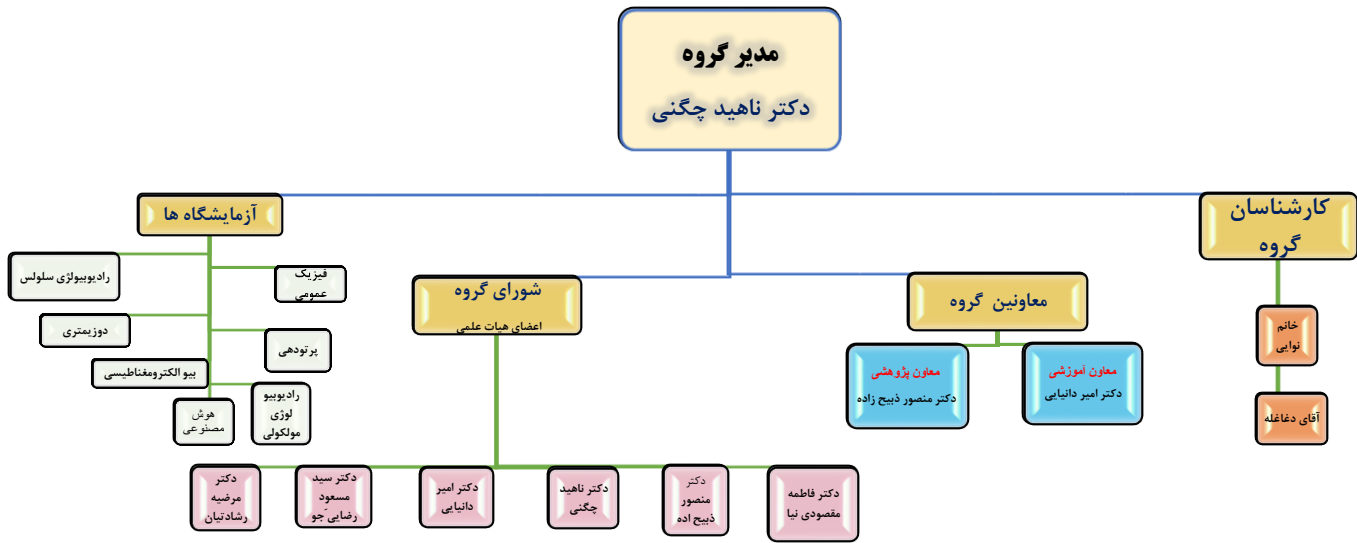 مدیر گروه
دکتر ناهید چگنی
کارشناسان
گروه
خانم
نوایی
آقای دغاغله
معاونین گروه
معاون آموزشی
دکتر امیر دانیایی
معاون پژوهشی
دکتر منصور ذبیح زاده
شورای گروه
اعضای هیات علمی
دکتر فاطمه
مقصودی نیا
دکتر
منصور
ذبیح اده
دکتر ناهید
چگنی
دکتر امیر
دانیایی
دکتر سید
مسعود
رضایی جو
دکتر
مرضیه
رشادتیان
آزمایشگاه ها
فیزیک
عمومی
رادیوبیولژی سلولس
پرتودهی
دوزیمتری
رادیوبیو
لوژی
مولکولی
بیو الکترومغناطیسی
هوش
مصنوعی